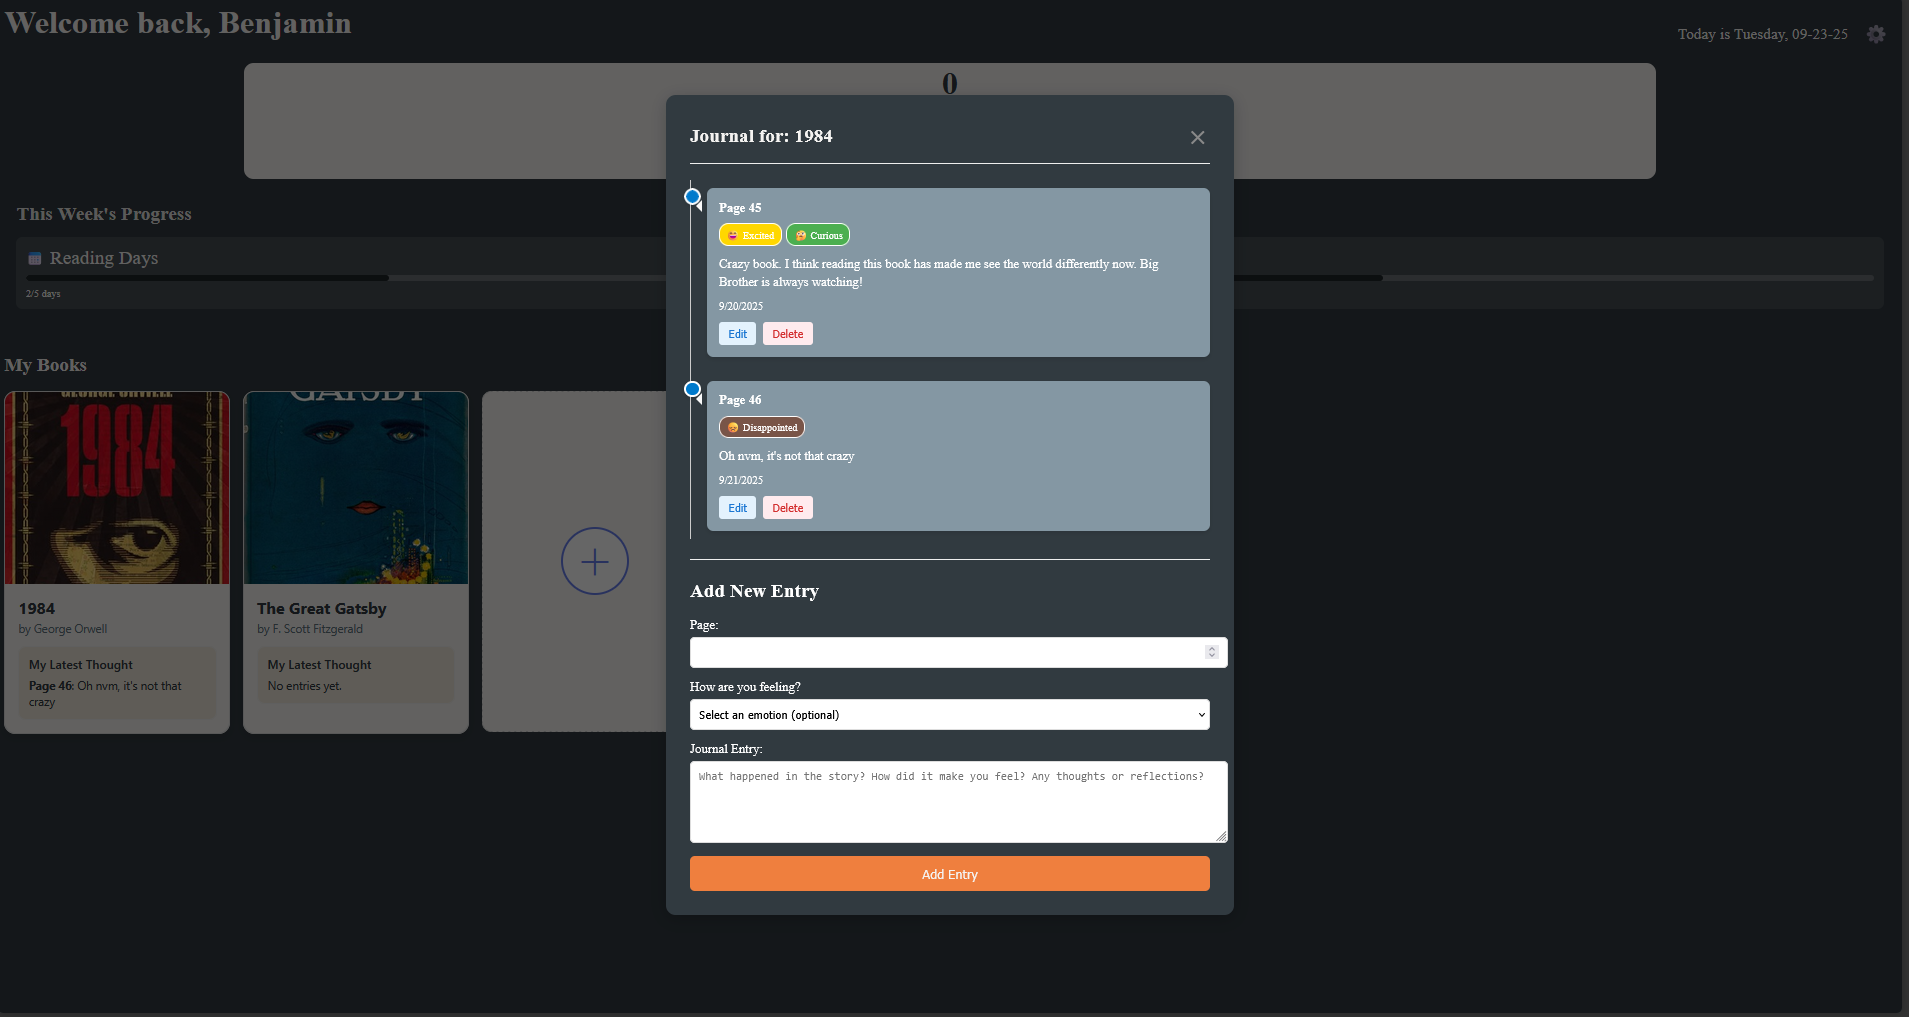 Welcome back, Benjamin
Today is Tuesday, 09-23-25
0
This Week's Progress
Reading Days
2/5 days
My Books
GEORGE ORWELL
1984
GATSBY
1984
by George Orwell
My Latest Thought
Page 46: Oh nvm, it's not that
crazy
The Great Gatsby
by F. Scott Fitzgerald
My Latest Thought
No entries yet.
Journal for: 1984
Page 45
Excited
Curious
Crazy book. I think reading this book has made me see the world differently now. Big
Brother is always watching!
9/20/2025
Edit
Delete
Page 46
Disappointed
Oh nvm, it's not that crazy
9/21/2025
Edit
Delete
Add New Entry
Page:
How are you feeling?
Select an emotion (optional)
Journal Entry:
What happened in the story? How did it make you feel? Any thoughts or reflections?
Add Entry